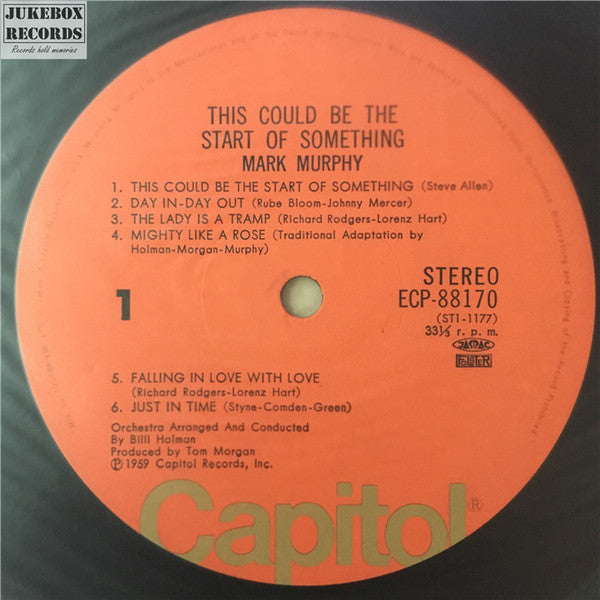 JUKEBOX
RECORDS
Records hold memories
THIS COULD BE THE
START OF SOMETHING
MARK MURPHY
1. THIS COULD BE THE START OF SOMETHING (Steve Allen)
2. DAY IN-DAY OUT (Rube Bloom-Johnny Mercer)
3. THE LADY IS A TRAMP (Richard Rodgers-Lorenz Hart)
4. MIGHTY LIKE A ROSE (Traditional Adaptation by
Holman-Morgan-Murphy)
1
STEREO
ECP-88170
(ST1-1177)
33⅓ r. p. m.
JASRAC
POLSTER
5. FALLING IN LOVE WITH LOVE
(Richard Rodgers-Lorenz Hart)
6. JUST IN TIME (Styne-Comden-Green)
Orchestra Arranged And Conducted
By Billl Holman
Produced by Tom Morgan
Ⓟ1959 Capitol Records, Inc.
Capitol®